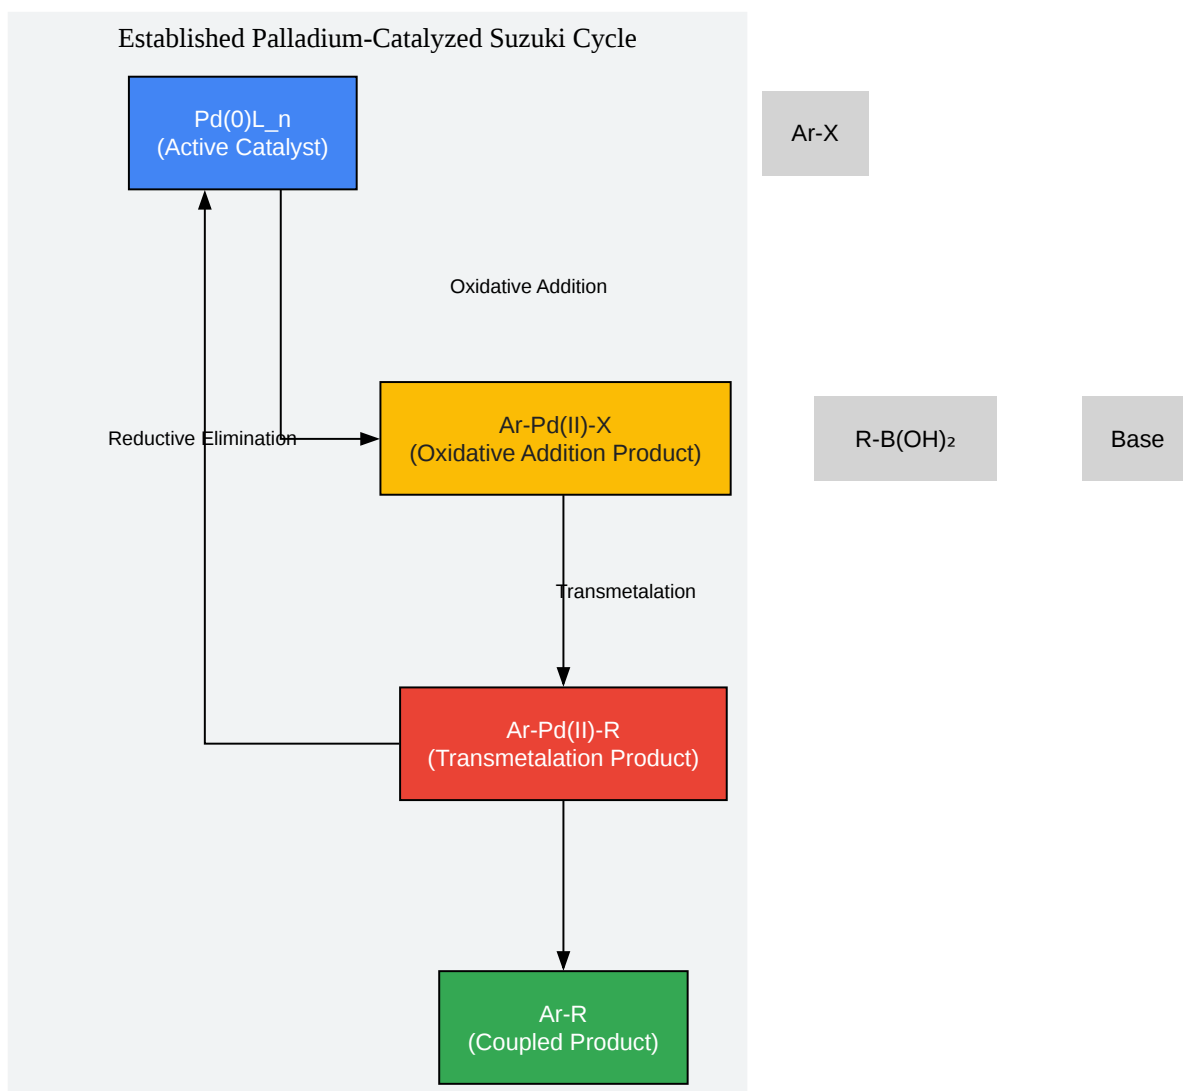 Established Palladium-Catalyzed Suzuki Cycle
Pd(0)L_n
(Active Catalyst)
Ar-X
Oxidative Addition
Ar-Pd(II)-X
(Oxidative Addition Product)
R-B(OH)₂
Base
Reductive Elimination
Transmetalation
Ar-Pd(II)-R
(Transmetalation Product)
Ar-R
(Coupled Product)